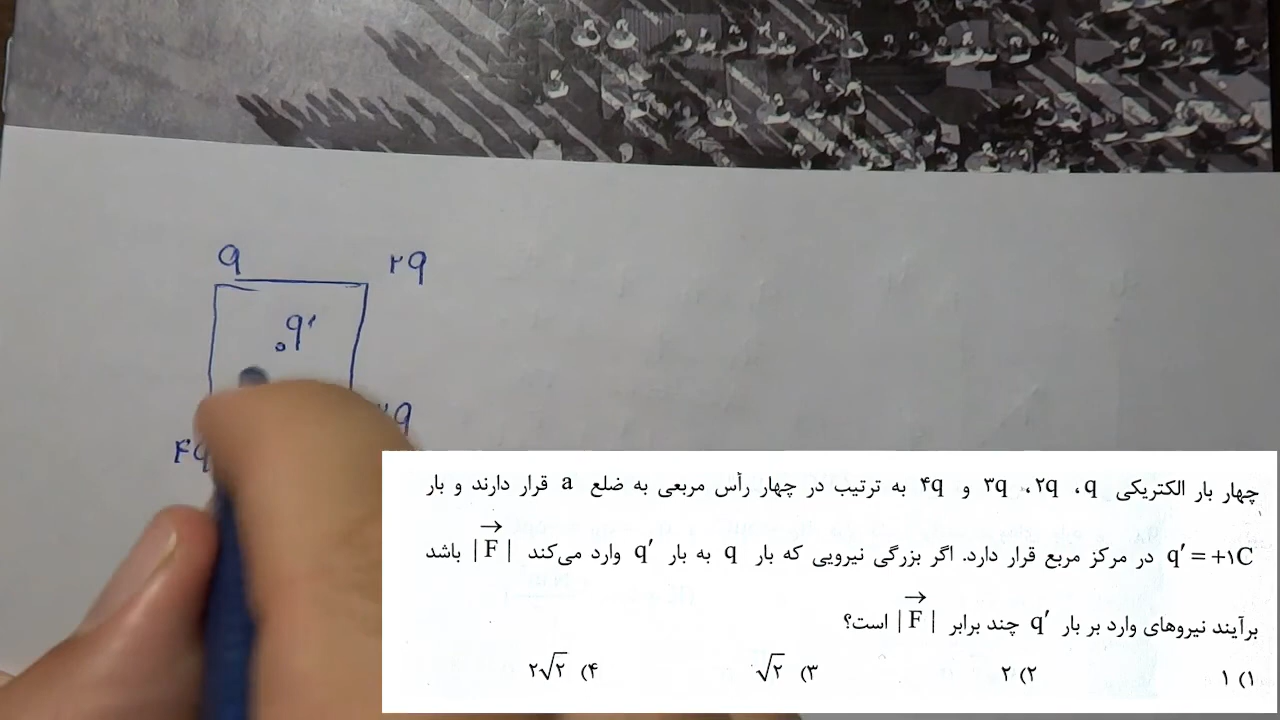 q
۲q
q′
۴q
چهار بار الکتریکی q، ۲q، ۳q و ۴q به ترتیب در چهار رأس مربعی به ضلع a قرار دارند و بار
q′ = +۱C در مرکز مربع قرار دارد. اگر بزرگی نیرویی که بار q به بار q′ وارد می‌کند |F⃗| باشد
برآیند نیروهای وارد بر بار q′ چند برابر |F⃗| است؟
۱) ۱ ۲) ۲ ۳) √۲ ۴) ۲√۲